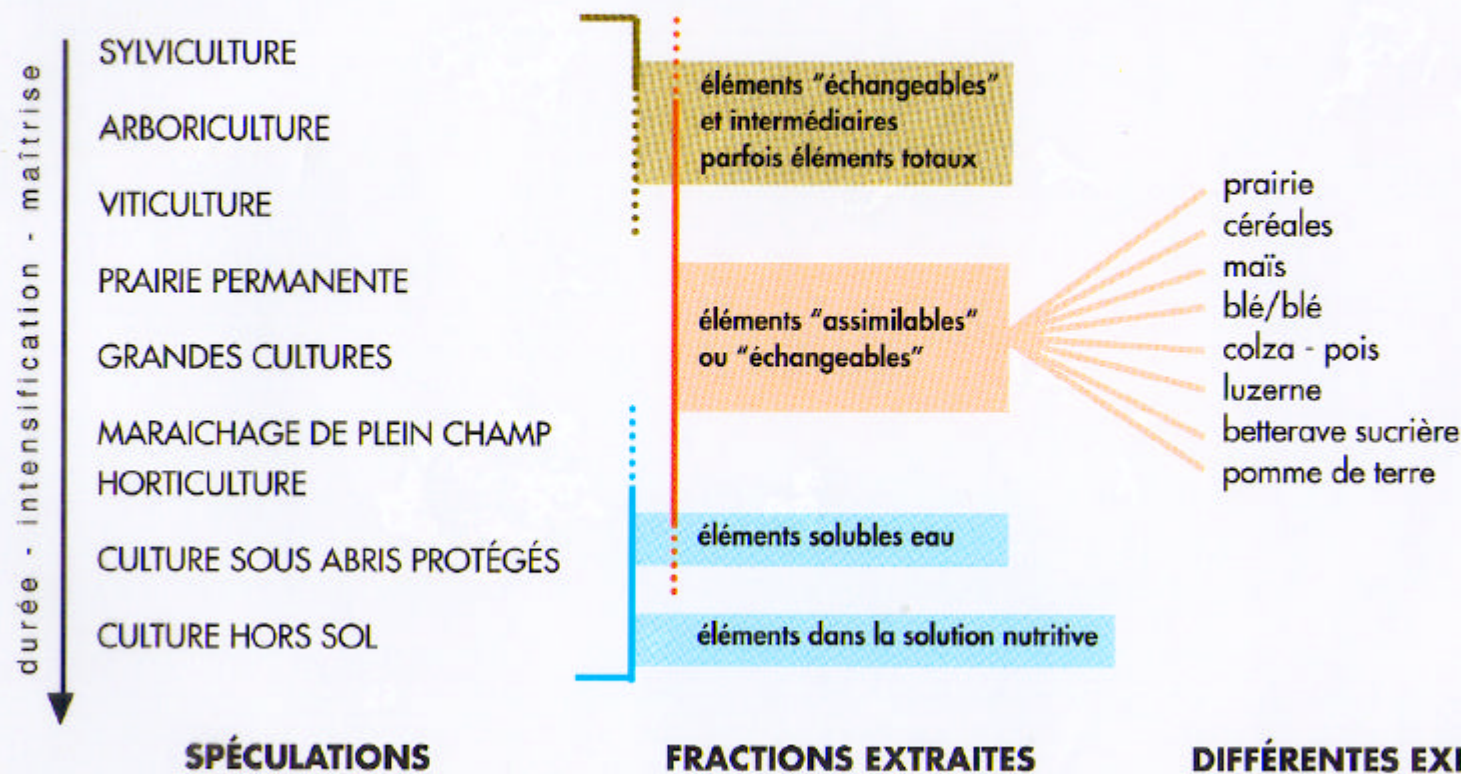 durée - intensification - maîtrise
SYLVICULTURE
ARBORICULTURE
VITICULTURE
PRAIRIE PERMANENTE
GRANDES CULTURES
MARAICHAGE DE PLEIN CHAMP
HORTICULTURE
CULTURE SOUS ABRIS PROTÉGÉS
CULTURE HORS SOL
éléments "échangeables"
et intermédiaires
parfois éléments totaux
éléments "assimilables"
ou "échangeables"
éléments solubles eau
éléments dans la solution nutritive
prairie
céréales
maïs
blé/blé
colza - pois
luzerne
betterave sucrière
pomme de terre
SPÉCULATIONS
FRACTIONS EXTRAITES
DIFFÉRENTES